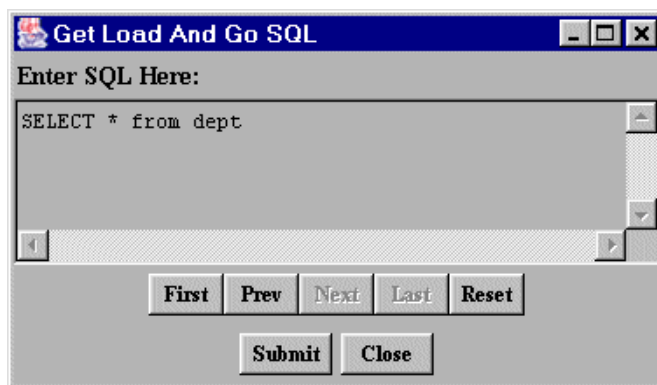 Get Load And Go SQL
Enter SQL Here:
SELECT * from dept
First Prev Next Last Reset
Submit Close